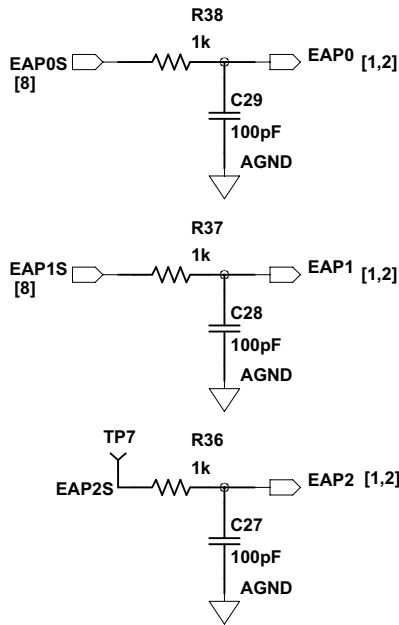 R38
1k
EAP0S
[8]
EAP0 [1,2]
C29
100pF
AGND
R37
1k
EAP1S
[8]
EAP1 [1,2]
C28
100pF
AGND
TP7
R36
1k
EAP2S
EAP2 [1,2]
C27
100pF
AGND